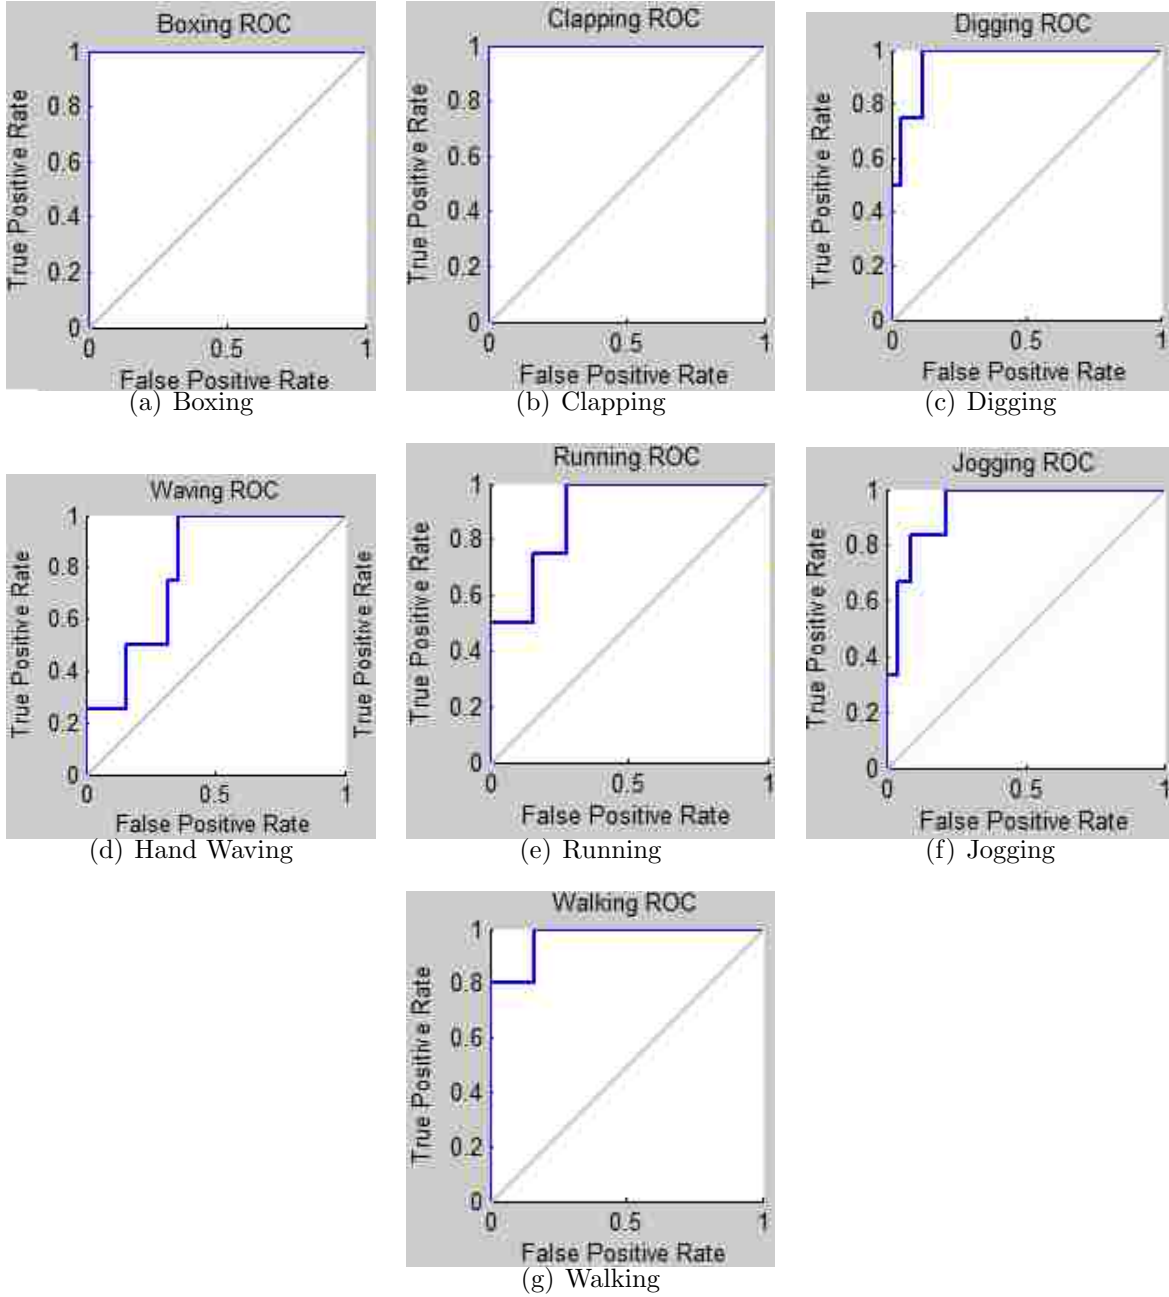 Boxing ROC
True Positive Rate
1
0.8
0.6
0.4
0.2
0
0
0.5
1
False Positive Rate
(a) Boxing
Clapping ROC
True Positive Rate
1
0.8
0.6
0.4
0.2
0
0
0.5
1
False Positive Rate
(b) Clapping
Digging ROC
True Positive Rate
1
0.8
0.6
0.4
0.2
0
0
0.5
1
False Positive Rate
(c) Digging
Waving ROC
True Positive Rate
1
0.8
0.6
0.4
0.2
0
0
0.5
1
False Positive Rate
True Positive Rate
(d) Hand Waving
Running ROC
True Positive Rate
1
0.8
0.6
0.4
0.2
0
0
0.5
1
False Positive Rate
(e) Running
Jogging ROC
True Positive Rate
1
0.8
0.6
0.4
0.2
0
0
0.5
1
False Positive Rate
(f) Jogging
Walking ROC
True Positive Rate
1
0.8
0.6
0.4
0.2
0
0
0.5
1
False Positive Rate
(g) Walking